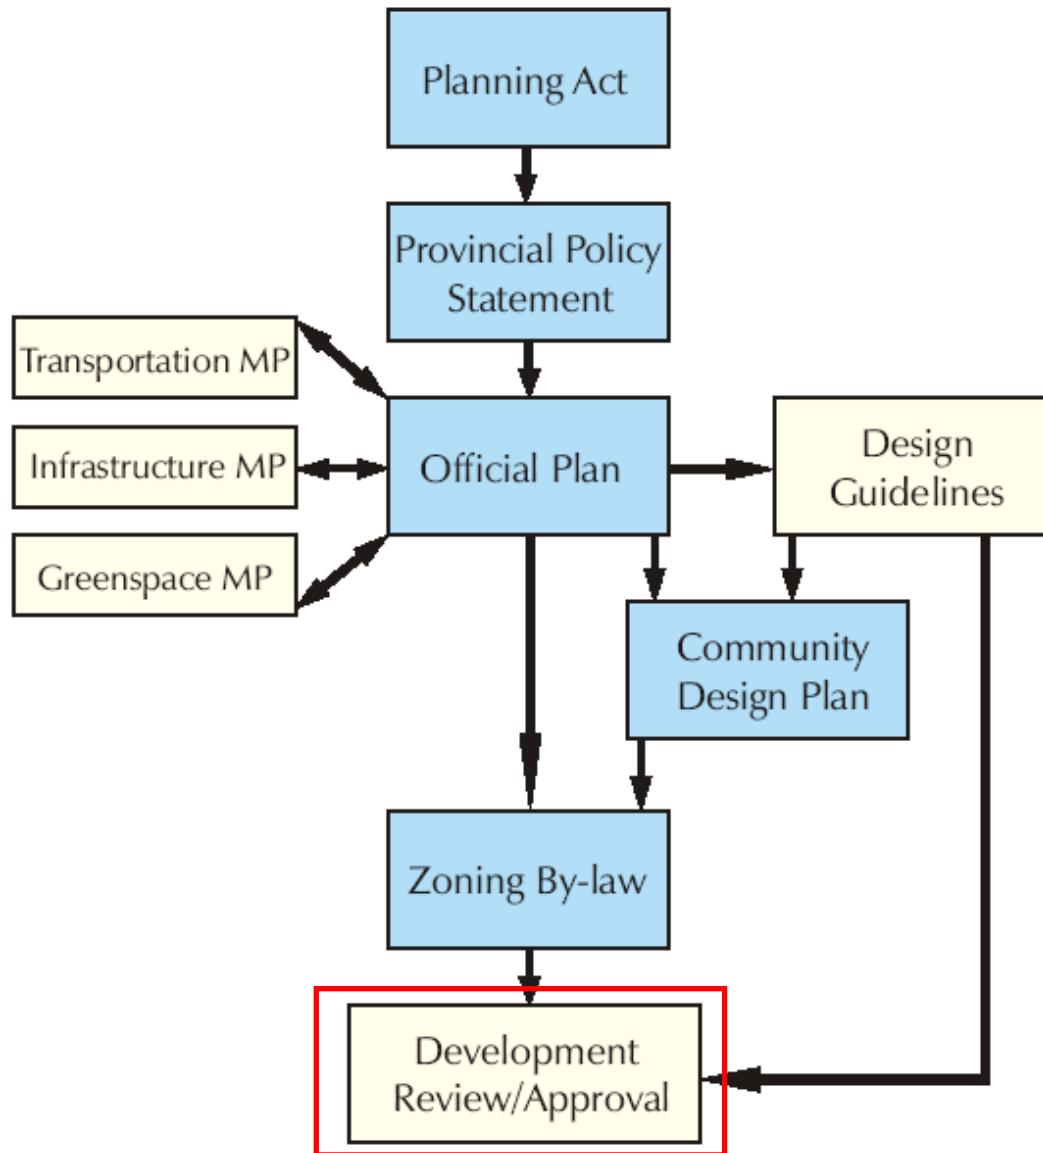 Planning Act
Provincial Policy
Statement
Transportation MP
Infrastructure MP
Greenspace MP
Official Plan
Design
Guidelines
Community
Design Plan
Zoning By-law
Development
Review/Approval